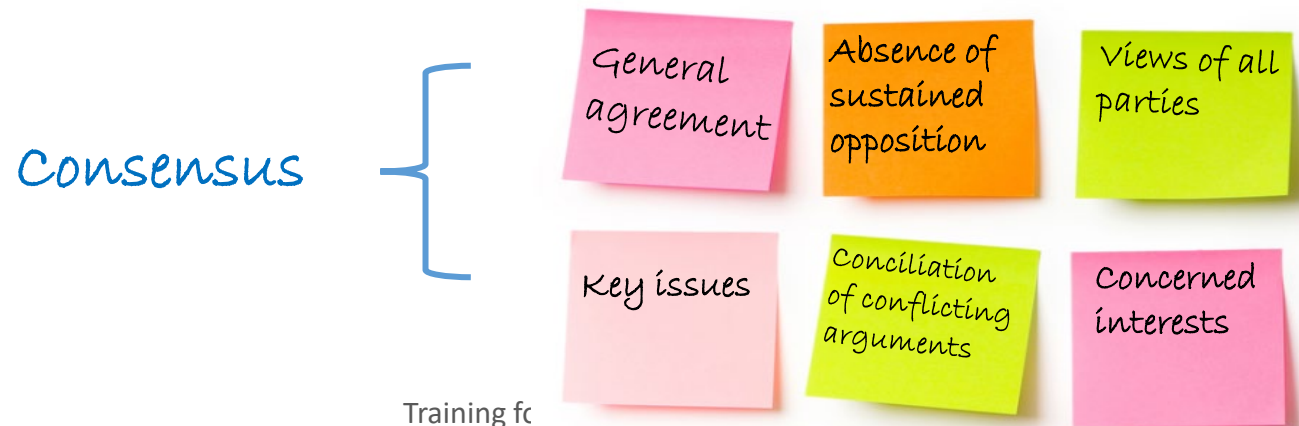 Consensus
General
agreement
Absence of
sustained
opposition
Views of all
parties
Key issues
Conciliation
of conflicting
arguments
Concerned
interests
Training fo